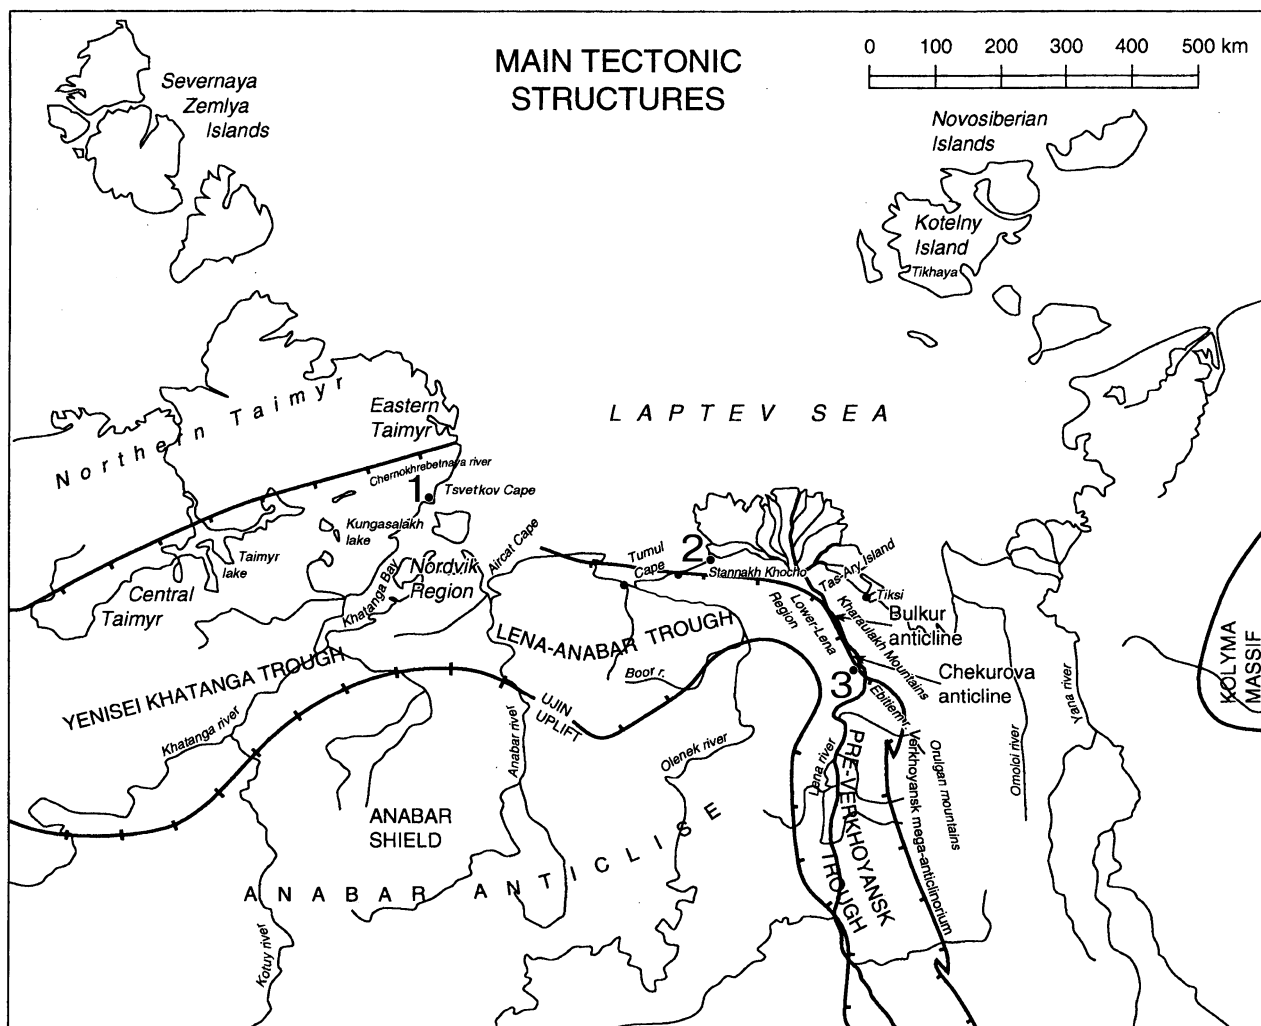 MAIN TECTONIC
STRUCTURES
0 100 200 300 400 500 km
Severnaya
Zemlya
Islands
Novosiberian
Islands
Kotelny
Island
Tikhaya
LAPTEV SEA
Northern Taimyr
Eastern
Taimyr
Chernokhrebetnaya river
1
Tsvetkov Cape
Kungasalakh
lake
Taimyr
lake
Central
Taimyr
Khatanga Bay
Nordvik
Region
Aircat Cape
Tumul
Cape
2
Stannakh Khocho
Tas-Ary Island
Tiksi
Bulkur
anticline
Lower-Lena
Region
Kharaulakh Mountains
Chekurova
anticline
3
Ebitiem r.
YENISEI KHATANGA TROUGH
LENA-ANABAR TROUGH
Boor r.
UJIN
UPLIFT
Khatanga river
Anabar river
Olenek river
Lena river
PRE-VERKHOYANSK
TROUGH
Verkhoyansk mega-anticlinorium
Orulgan mountains
Omoloi river
Yana river
KOLYMA
MASSIF
ANABAR
SHIELD
ANABAR ANTICLISE
Kotuy river